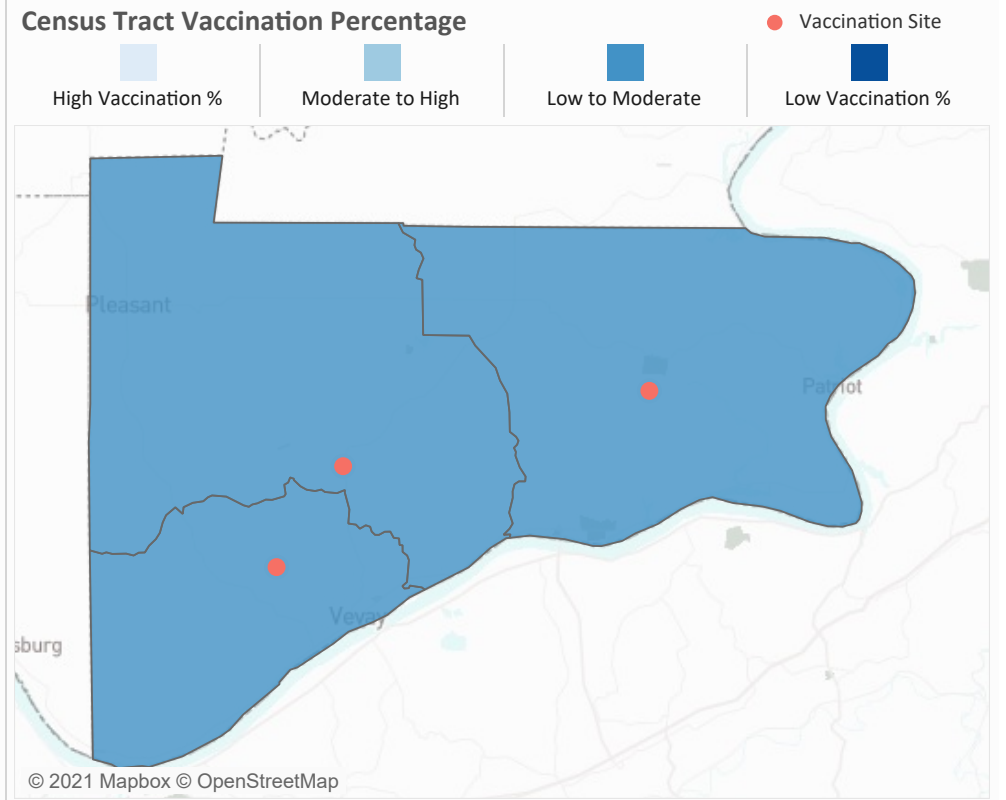 Census Tract Vaccination Percentage
Vaccination Site
High Vaccination %
Moderate to High
Low to Moderate
Low Vaccination %
Pleasant
Patriot
Vevay
sburg
© 2021 Mapbox © OpenStreetMap